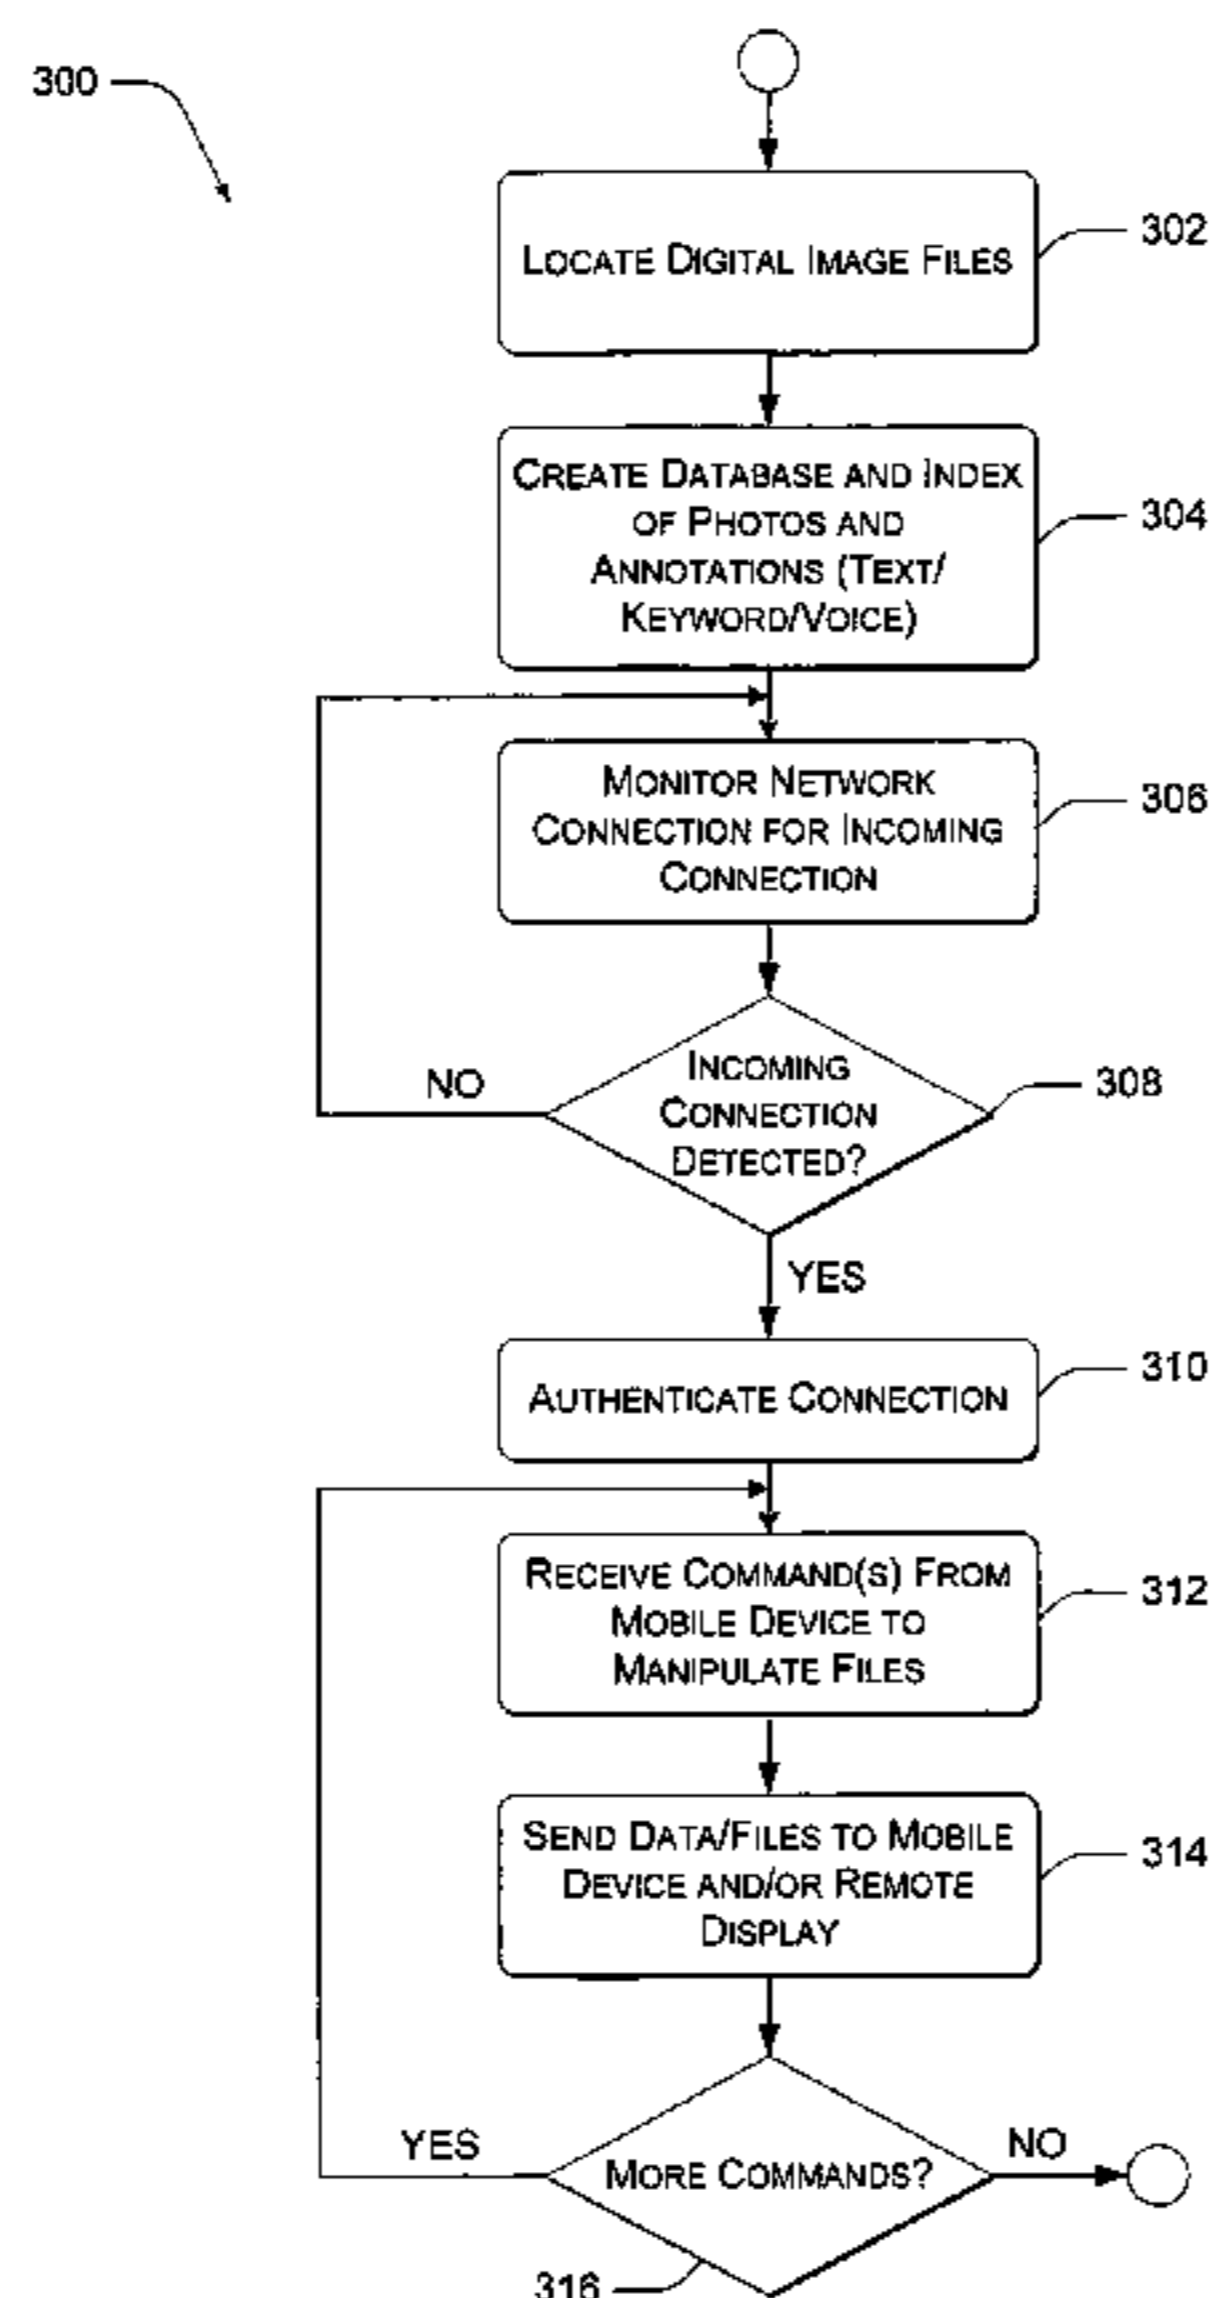 300
302
LOCATE DIGITAL IMAGE FILES
CREATE DATABASE AND INDEX
OF PHOTOS AND
ANNOTATIONS (TEXT/
KEYWORD/VOICE)
304
MONITOR NETWORK
CONNECTION FOR INCOMING
CONNECTION
306
INCOMING
CONNECTION
DETECTED?
NO
308
YES
AUTHENTICATE CONNECTION
310
RECEIVE COMMAND(S) FROM
MOBILE DEVICE TO
MANIPULATE FILES
312
SEND DATA/FILES TO MOBILE
DEVICE AND/OR REMOTE
DISPLAY
314
YES
MORE COMMANDS?
NO
316